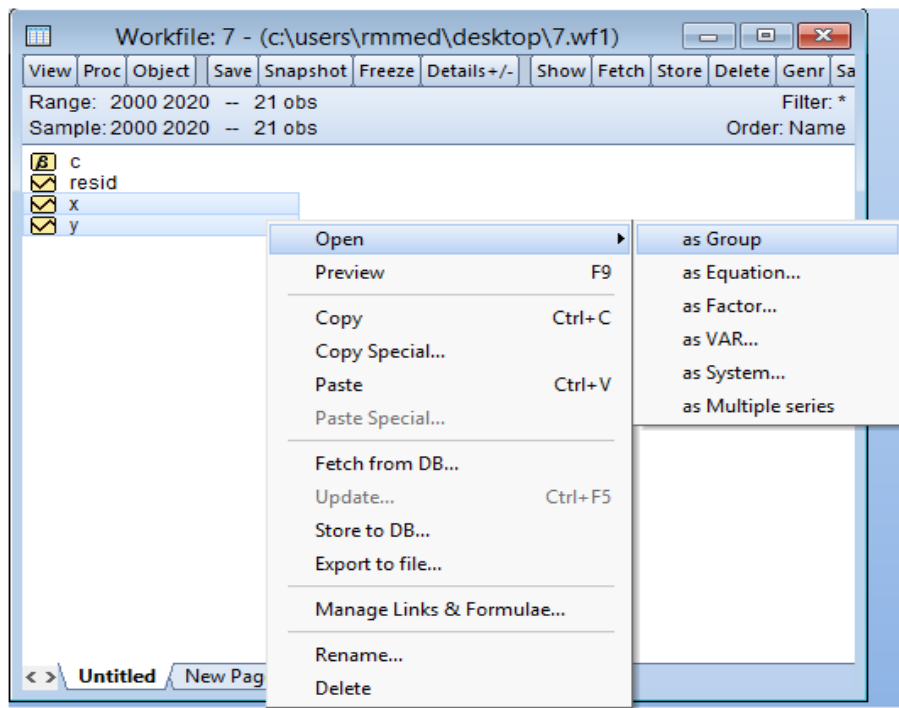 Workfile: 7 - (c:\users\rmmed\desktop\7.wf1)
View Proc Object Save Snapshot Freeze Details+/- Show Fetch Store Delete Genr Sa
Range: 2000 2020 -- 21 obs Filter: *
Sample: 2000 2020 -- 21 obs Order: Name
β c
resid
x
y
Open
Preview F9
Copy Ctrl+C
Copy Special...
Paste Ctrl+V
Paste Special...
Fetch from DB...
Update... Ctrl+F5
Store to DB...
Export to file...
Manage Links & Formulae...
Rename...
Delete
as Group
as Equation...
as Factor...
as VAR...
as System...
as Multiple series
Untitled New Pag